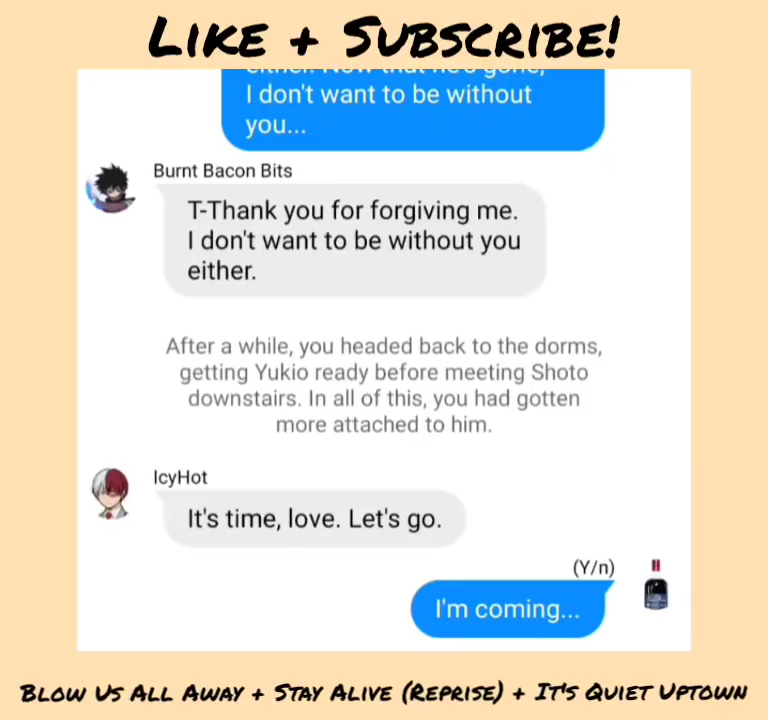 LIKE + SUBSCRIBE!
I don't want to be without
you...
Burnt Bacon Bits
T-Thank you for forgiving me.
I don't want to be without you
either.
After a while, you headed back to the dorms,
getting Yukio ready before meeting Shoto
downstairs. In all of this, you had gotten
more attached to him.
IcyHot
It's time, love. Let's go.
(Y/n)
I'm coming...
BLOW US ALL AWAY + STAY ALIVE (REPRISE) + IT'S QUIET UPTOWN